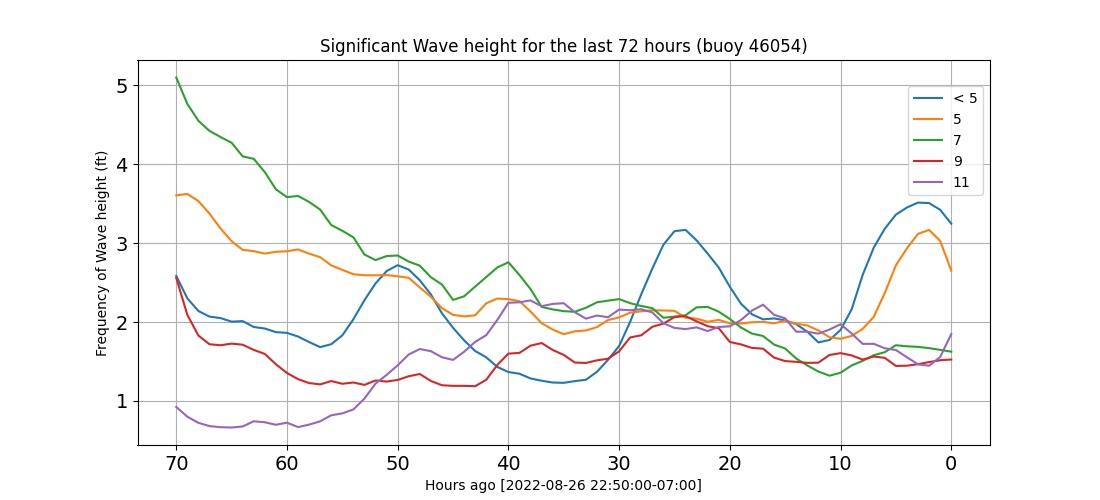 Significant Wave height for the last 72 hours (buoy 46054)
Frequency of Wave height (ft)
5
4
3
2
1
< 5
5
7
9
11
70 60 50 40 30 20 10 0
Hours ago [2022-08-26 22:50:00-07:00]